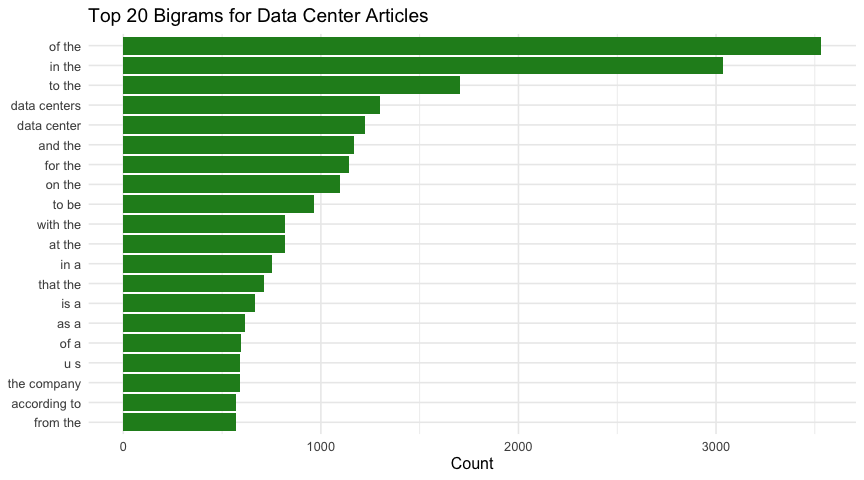 Top 20 Bigrams for Data Center Articles
of the
in the
to the
data centers
data center
and the
for the
on the
to be
with the
at the
in a
that the
is a
as a
of a
u s
the company
according to
from the
0 1000 2000 3000
Count